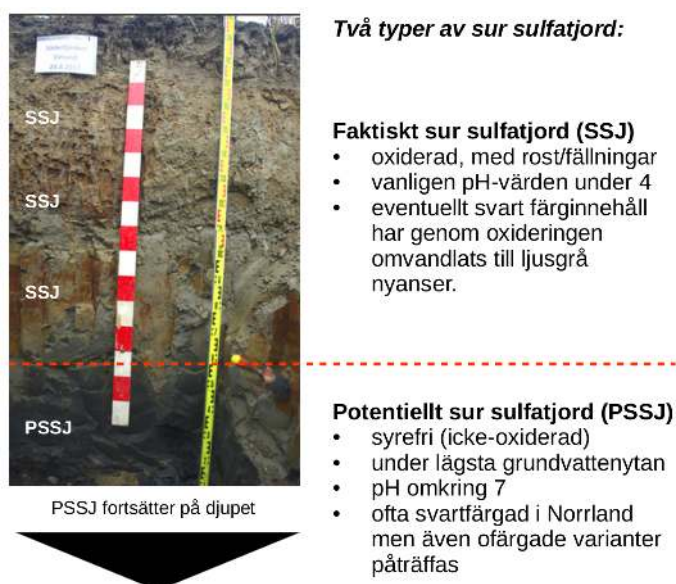 Två typer av sur sulfatjord:
SSJ
SSJ
SSJ
PSSJ
PSSJ fortsätter på djupet
Faktiskt sur sulfatjord (SSJ)
• oxiderad, med rost/fällningar
• vanligen pH-värden under 4
• eventuellt svart färginnehåll
har genom oxideringen
omvandlats till ljusgrå
nyanser.
Potentiellt sur sulfatjord (PSSJ)
• syrefri (icke-oxiderad)
• under lägsta grundvattenytan
• pH omkring 7
• ofta svartfärgad i Norrland
men även ofärgade varianter
påträffas